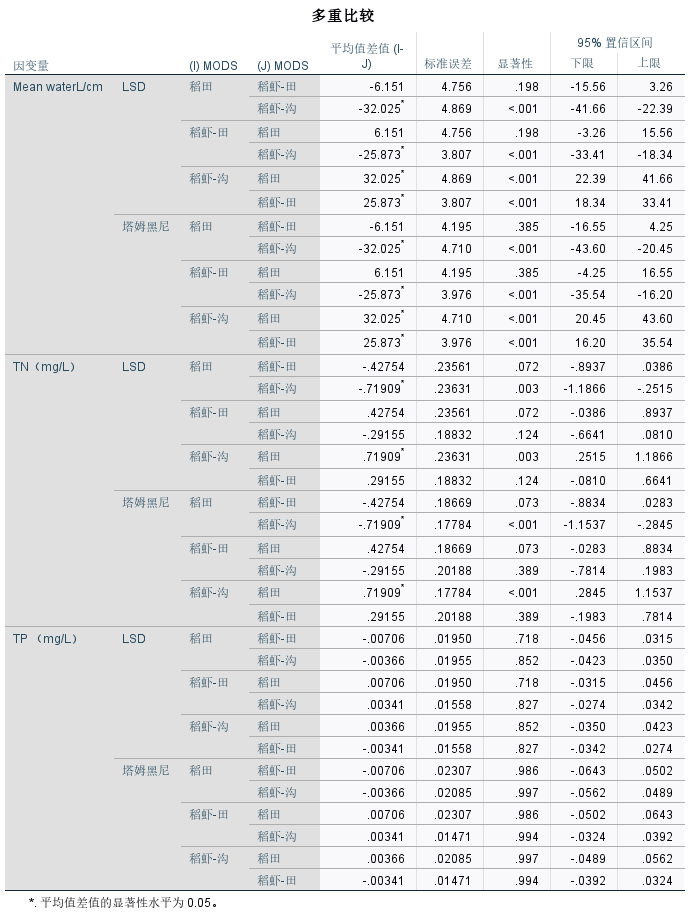 多重比较
因变量 (I) MODS (J) MODS 平均值差值 (I-J) 标准误差 显著性 95% 置信区间 下限 上限
Mean waterL/cm LSD 稻田 稻虾-田 -6.151 4.756 .198 -15.56 3.26
稻虾-沟 -32.025* 4.869 <.001 -41.66 -22.39
稻虾-田 稻田 6.151 4.756 .198 -3.26 15.56
稻虾-沟 -25.873* 3.807 <.001 -33.41 -18.34
稻虾-沟 稻田 32.025* 4.869 <.001 22.39 41.66
稻虾-田 25.873* 3.807 <.001 18.34 33.41
塔姆黑尼 稻田 稻虾-田 -6.151 4.195 .385 -16.55 4.25
稻虾-沟 -32.025* 4.710 <.001 -43.60 -20.45
稻虾-田 稻田 6.151 4.195 .385 -4.25 16.55
稻虾-沟 -25.873* 3.976 <.001 -35.54 -16.20
稻虾-沟 稻田 32.025* 4.710 <.001 20.45 43.60
稻虾-田 25.873* 3.976 <.001 16.20 35.54
TN（mg/L） LSD 稻田 稻虾-田 -.42754 .23561 .072 -.8937 .0386
稻虾-沟 -.71909* .23631 .003 -1.1866 -.2515
稻虾-田 稻田 .42754 .23561 .072 -.0386 .8937
稻虾-沟 -.29155 .18832 .124 -.6641 .0810
稻虾-沟 稻田 .71909* .23631 .003 .2515 1.1866
稻虾-田 .29155 .18832 .124 -.0810 .6641
塔姆黑尼 稻田 稻虾-田 -.42754 .18669 .073 -.8834 .0283
稻虾-沟 -.71909* .17784 <.001 -1.1537 -.2845
稻虾-田 稻田 .42754 .18669 .073 -.0283 .8834
稻虾-沟 -.29155 .20188 .389 -.7814 .1983
稻虾-沟 稻田 .71909* .17784 <.001 .2845 1.1537
稻虾-田 .29155 .20188 .389 -.1983 .7814
TP （mg/L） LSD 稻田 稻虾-田 -.00706 .01950 .718 -.0456 .0315
稻虾-沟 -.00366 .01955 .852 -.0423 .0350
稻虾-田 稻田 .00706 .01950 .718 -.0315 .0456
稻虾-沟 .00341 .01558 .827 -.0274 .0342
稻虾-沟 稻田 .00366 .01955 .852 -.0350 .0423
稻虾-田 -.00341 .01558 .827 -.0342 .0274
塔姆黑尼 稻田 稻虾-田 -.00706 .02307 .986 -.0643 .0502
稻虾-沟 -.00366 .02085 .997 -.0562 .0489
稻虾-田 稻田 .00706 .02307 .986 -.0502 .0643
稻虾-沟 .00341 .01471 .994 -.0324 .0392
稻虾-沟 稻田 .00366 .02085 .997 -.0489 .0562
稻虾-田 -.00341 .01471 .994 -.0392 .0324
*. 平均值差值的显著性水平为 0.05。